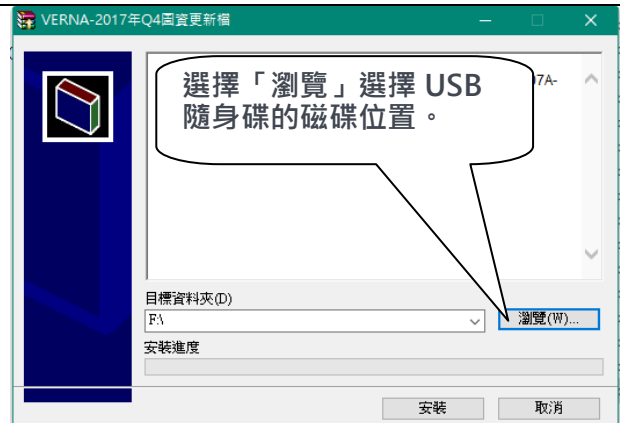 VERNA-2017年Q4圖資更新檔
選擇「瀏覽」選擇 USB
隨身碟的磁碟位置。
07A-
目標資料夾(D)
F:\
瀏覽(W)...
安裝進度
安裝
取消